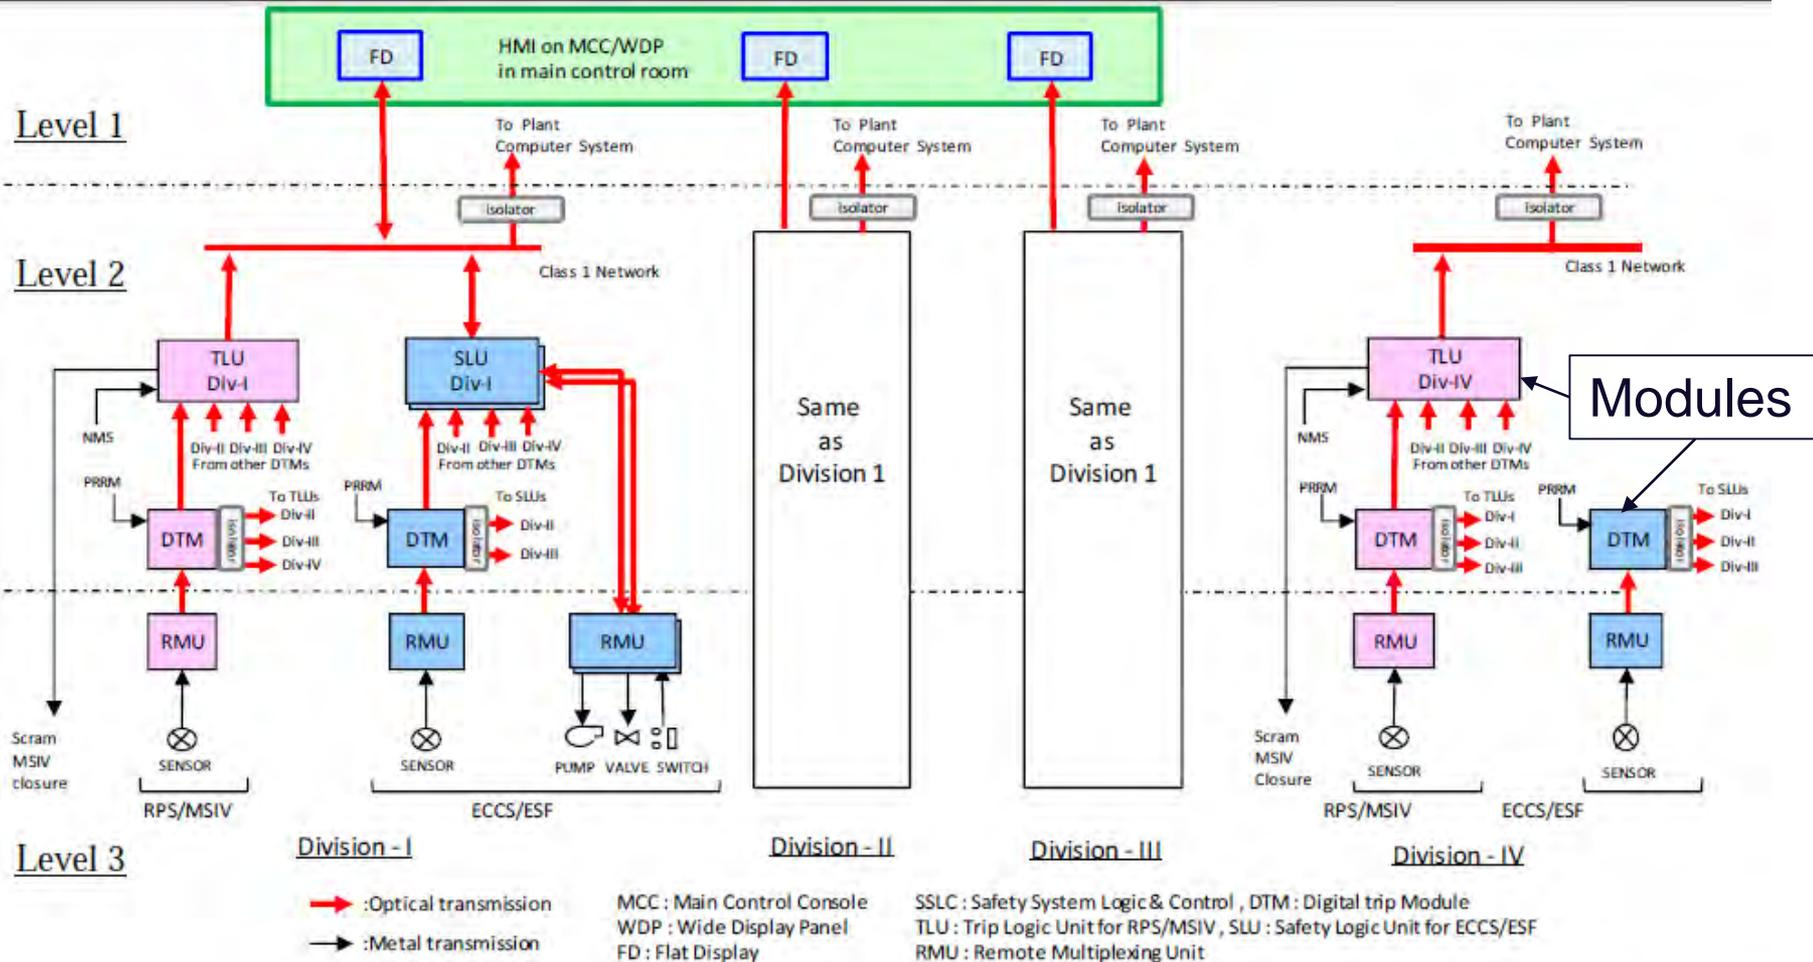 FD
HMI on MCC/WDP
in main control room
FD
FD
Level 1
To Plant
Computer System
To Plant
Computer System
To Plant
Computer System
To Plant
Computer System
isolator
isolator
isolator
isolator
Level 2
Class 1 Network
Class 1 Network
TLU
Div-I
SLU
Div-I
TLU
Div-IV
Modules
Same
as
Division 1
Same
as
Division 1
NMS
Div-II Div-III Div-IV
From other DTMs
Div-II Div-III Div-IV
From other DTMs
NMS
Div-II Div-III Div-IV
From other DTMs
PRRM
To TLUs
Div-II
Div-III
Div-IV
DTM
isolator
PRRM
To SLUs
Div-II
Div-III
DTM
isolator
PRRM
To TLUs
Div-I
Div-II
Div-III
DTM
isolator
PRRM
To SLUs
Div-I
Div-II
Div-III
DTM
isolator
RMU
RMU
RMU
RMU
RMU
Scram
MSIV
closure
SENSOR
SENSOR
PUMP VALVE SWITCH
Scram
MSIV
Closure
SENSOR
SENSOR
RPS/MSIV
ECCS/ESF
RPS/MSIV
ECCS/ESF
Level 3
Division - I
Division - II
Division - III
Division - IV
:Optical transmission
:Metal transmission
MCC : Main Control Console
WDP : Wide Display Panel
FD : Flat Display
SSLC : Safety System Logic & Control , DTM : Digital trip Module
TLU : Trip Logic Unit for RPS/MSIV , SLU : Safety Logic Unit for ECCS/ESF
RMU : Remote Multiplexing Unit